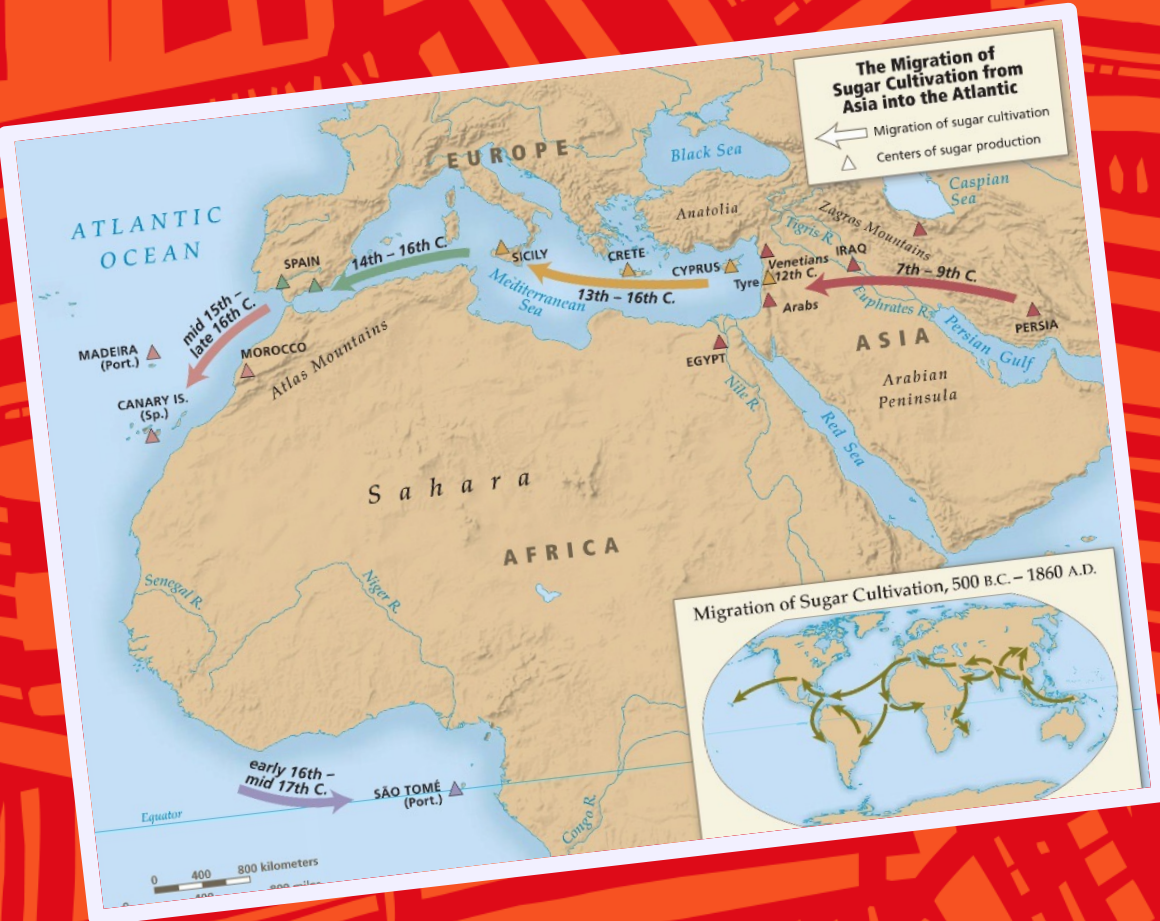 The Migration of
Sugar Cultivation from
Asia into the Atlantic
Migration of sugar cultivation
Centers of sugar production
EUROPE
Black Sea
Caspian
Sea
ATLANTIC
OCEAN
Anatolia
Zagros Mountains
Tigris R.
SPAIN
14th – 16th C.
SICILY
CRETE
CYPRUS
Venetians
12th C.
IRAQ
7th – 9th C.
Tyre
Mediterranean
Sea
13th – 16th C.
Arabs
Euphrates R.
PERSIA
mid 15th –
late 16th C.
MADEIRA
(Port.)
MOROCCO
Atlas Mountains
EGYPT
ASIA
Persian Gulf
CANARY IS.
(Sp.)
Nile R.
Arabian
Peninsula
Red Sea
Sahara
AFRICA
Senegal R.
Niger R.
Migration of Sugar Cultivation, 500 B.C. – 1860 A.D.
early 16th –
mid 17th C.
SÃO TOMÉ
(Port.)
Equator
Congo R.
0 400 800 kilometers